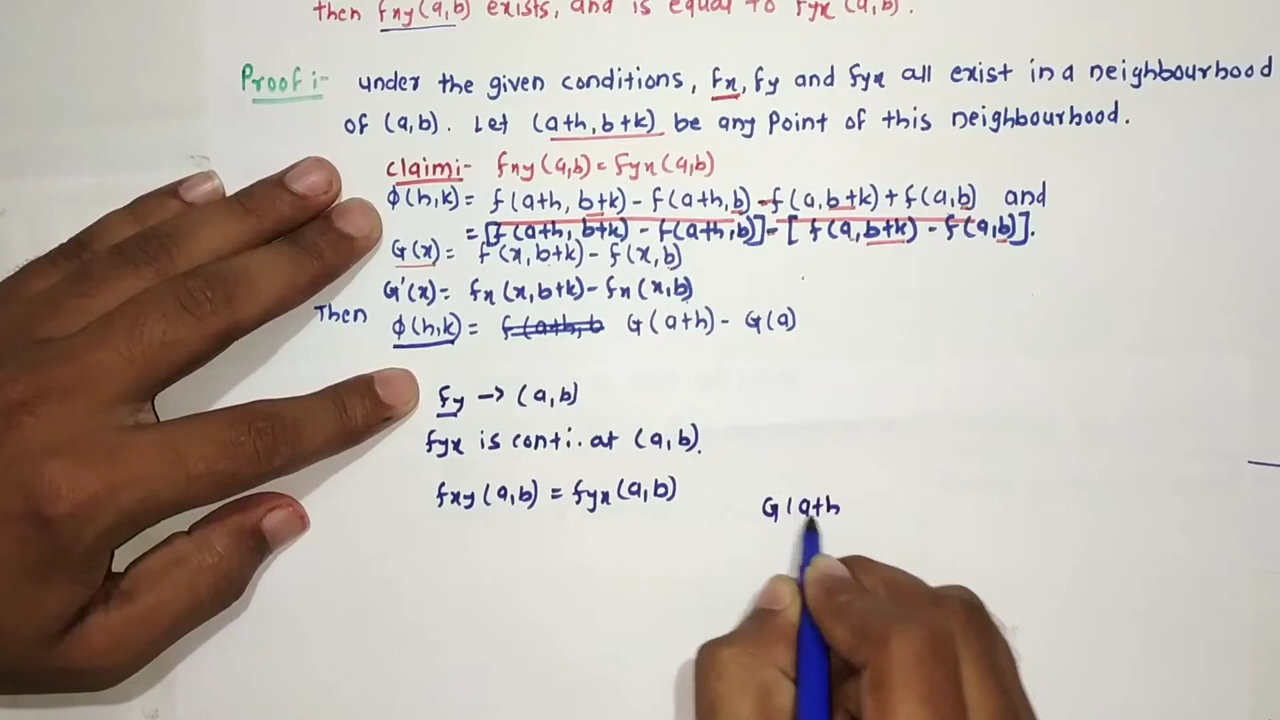 then fxy (a,b) exists, and is equal to fyx (a,b).
Proof :- under the given conditions, fx, fy and fyx all exist in a neighbourhood
of (a,b). Let (a+h, b+k) be any point of this neighbourhood.
claim:- fxy (a,b) = fyx (a,b)
ϕ(h,k) = f(a+h, b+k) - f(a+h, b) - f(a, b+k) + f(a,b) and
= [f(a+h, b+k) - f(a+h, b)] - [f(a, b+k) - f(a,b)].
G(x) = f(x, b+k) - f(x, b)
G'(x) = fx (x, b+k) - fx (x, b)
Then ϕ(h,k) = f(a+h, b G(a+h) - G(a)
fy -> (a,b)
fyx is conti. at (a,b).
fxy (a,b) = fyx (a,b)
G(a+h